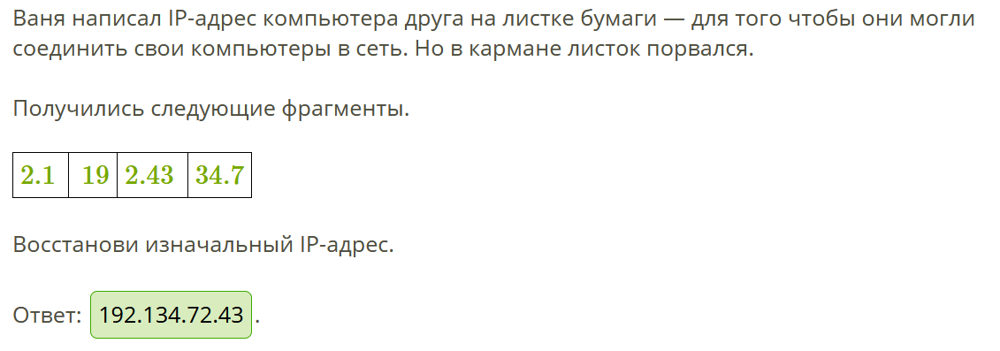 Ваня написал IP-адрес компьютера друга на листке бумаги — для того чтобы они могли
соединить свои компьютеры в сеть. Но в кармане листок порвался.
Получились следующие фрагменты.
2.1 19 2.43 34.7
Восстанови изначальный IP-адрес.
Ответ: 192.134.72.43 .